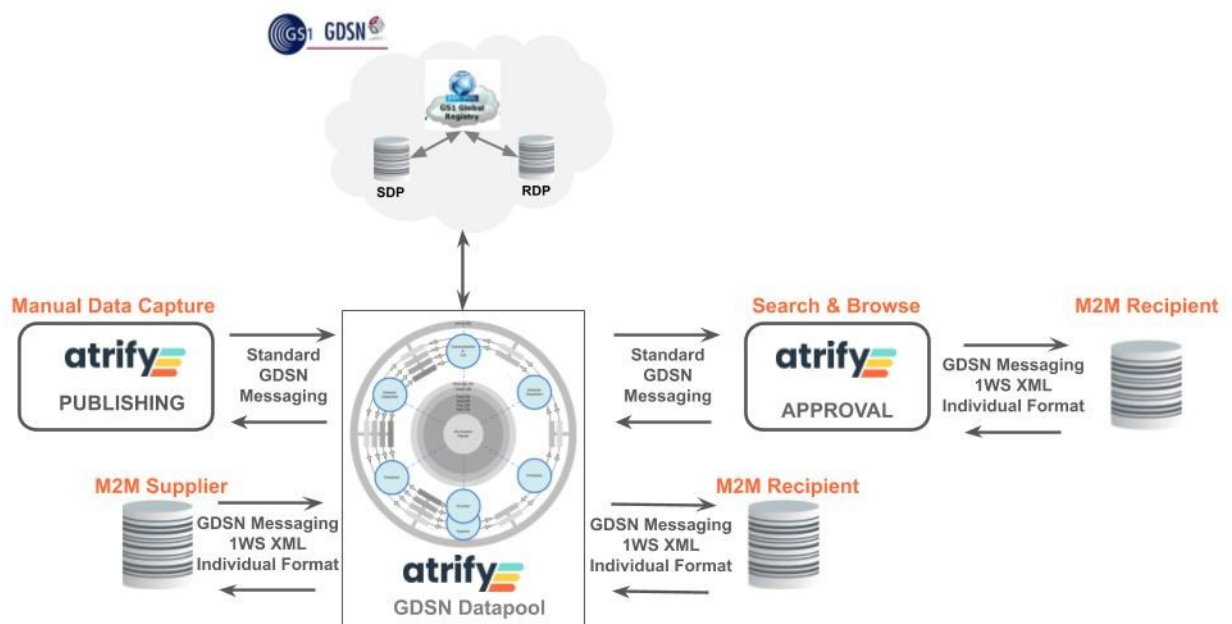 GS1 GDSN
GS1 Global
Registry
SDP
RDP
Manual Data Capture
atrify
PUBLISHING
Standard
GDSN
Messaging
Standard
GDSN
Messaging
Search & Browse
atrify
APPROVAL
GDSN Messaging
1WS XML
Individual Format
M2M Recipient
M2M Supplier
GDSN Messaging
1WS XML
Individual Format
GDSN Messaging
1WS XML
Individual Format
M2M Recipient
atrify
GDSN Datapool